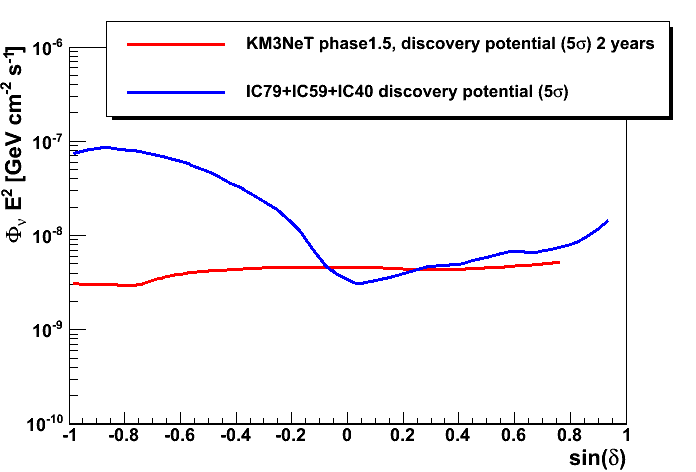 KM3NeT phase1.5, discovery potential (5σ) 2 years
IC79+IC59+IC40 discovery potential (5σ)
Φν E² [GeV cm⁻² s⁻¹]
10⁻⁶
10⁻⁷
10⁻⁸
10⁻⁹
10⁻¹⁰
-1 -0.8 -0.6 -0.4 -0.2 0 0.2 0.4 0.6 0.8 1
sin(δ)